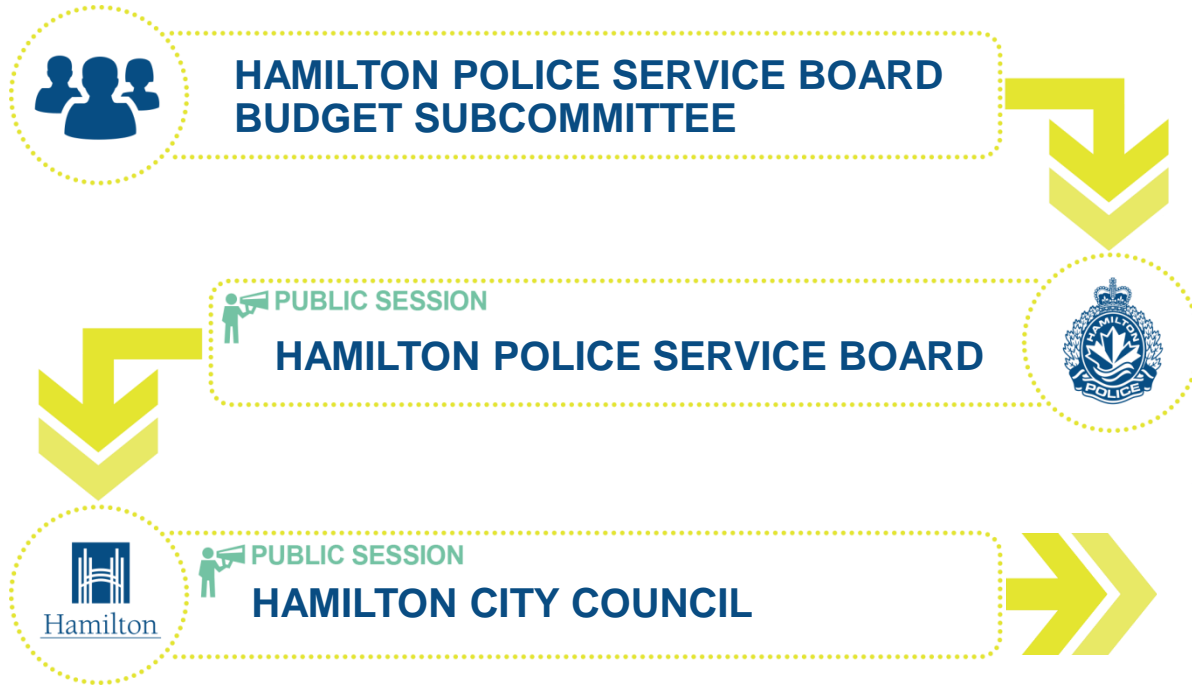 HAMILTON POLICE SERVICE BOARD
BUDGET SUBCOMMITTEE
PUBLIC SESSION
HAMILTON POLICE SERVICE BOARD
HAMILTON
POLICE
PUBLIC SESSION
HAMILTON CITY COUNCIL
Hamilton